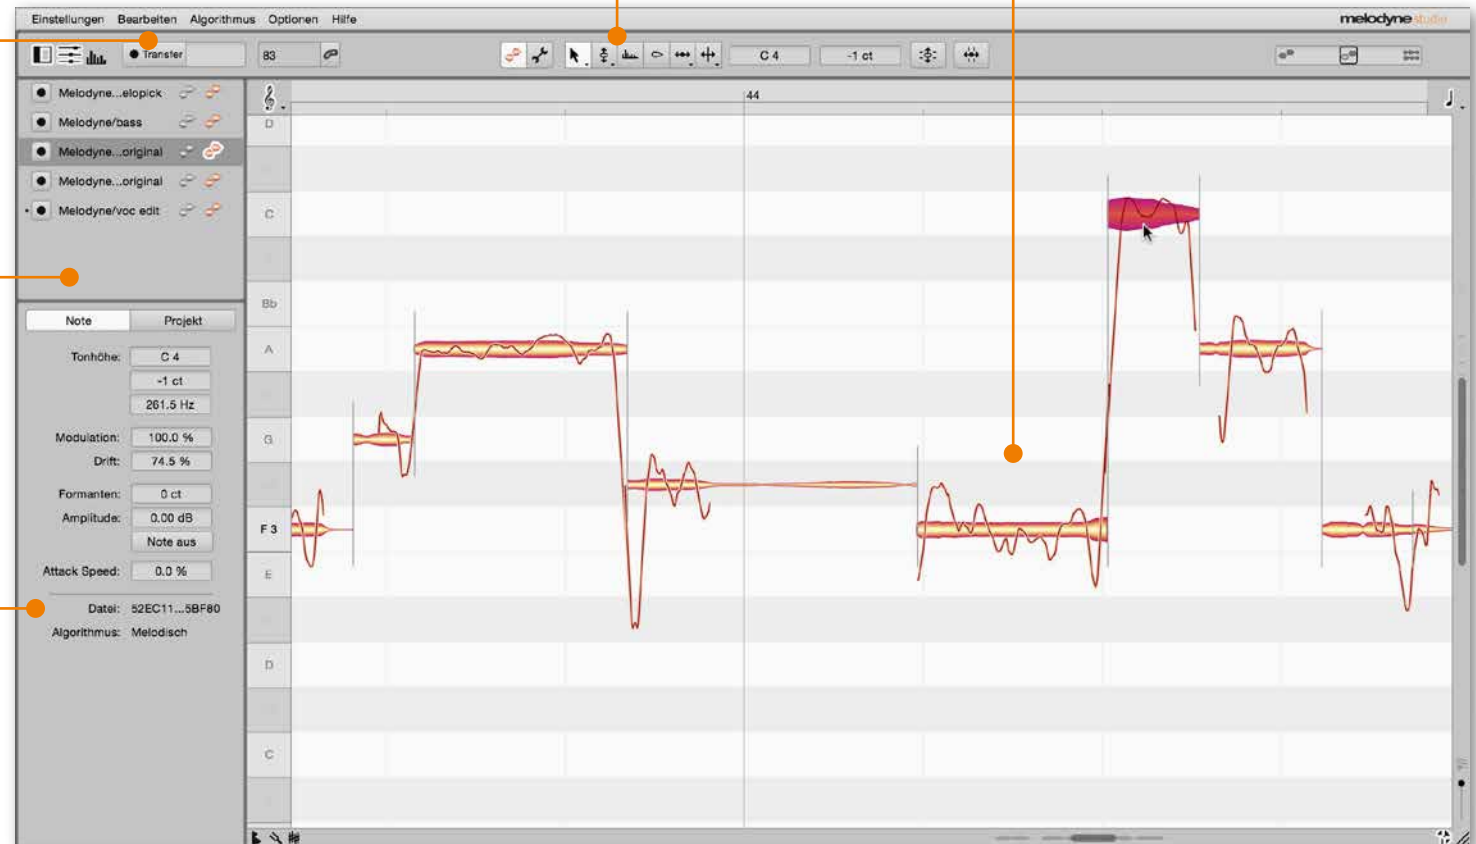 Einstellungen Bearbeiten Algorithmus Optionen Hilfe
melodyne studio
Transfer 83 C 4 -1 ct
Melodyne...elopick
Melodyne/bass
Melodyne...original
Melodyne...original
Melodyne/voc edit
44
D
C
Bb
A
G
F 3
E
D
C
Note Projekt
Tonhöhe: C 4
-1 ct
261.5 Hz
Modulation: 100.0 %
Drift: 74.5 %
Formanten: 0 ct
Amplitude: 0.00 dB
Note aus
Attack Speed: 0.0 %
Datei: 52EC11...5BF80
Algorithmus: Melodisch